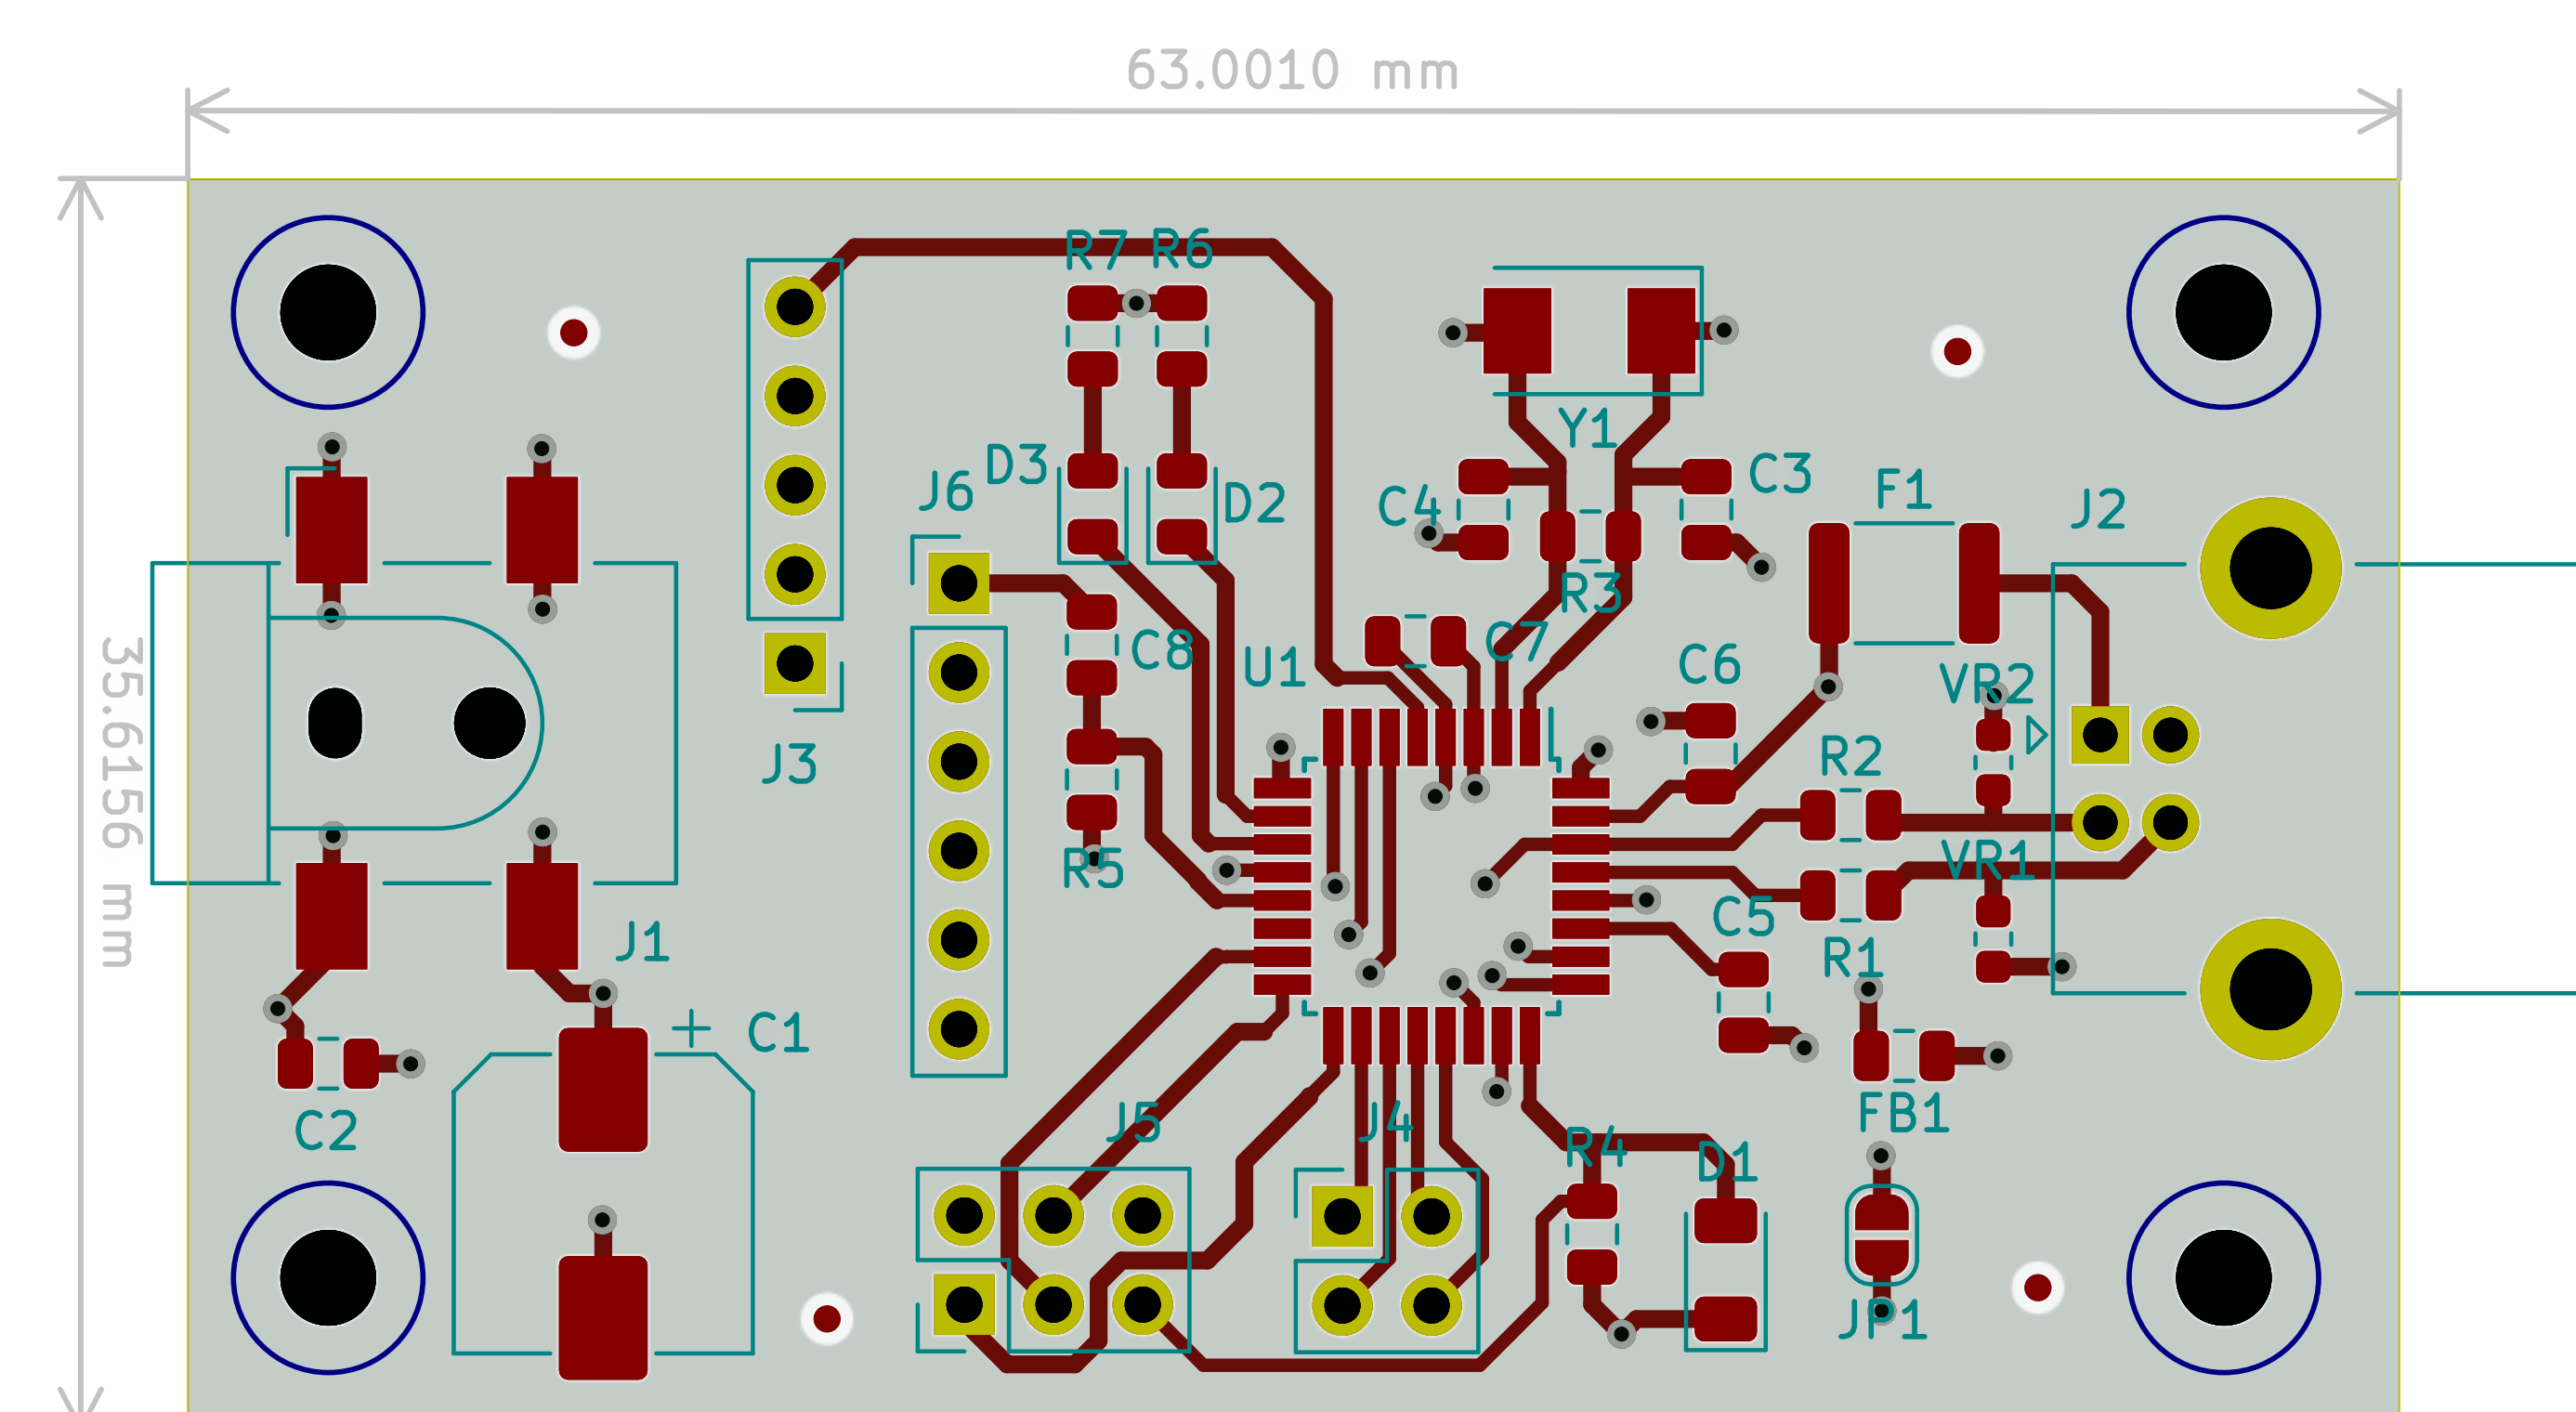 63.0010 mm
35.6156 mm
R7 R6
Y1
D3
C3
J6
D2
C4
F1
J2
R3
C8
C7
U1
C6
VR2
J3
R2
R5
VR1
C5
J1
R1
+
C1
C2
J5
J4
FB1
R4
D1
JP1